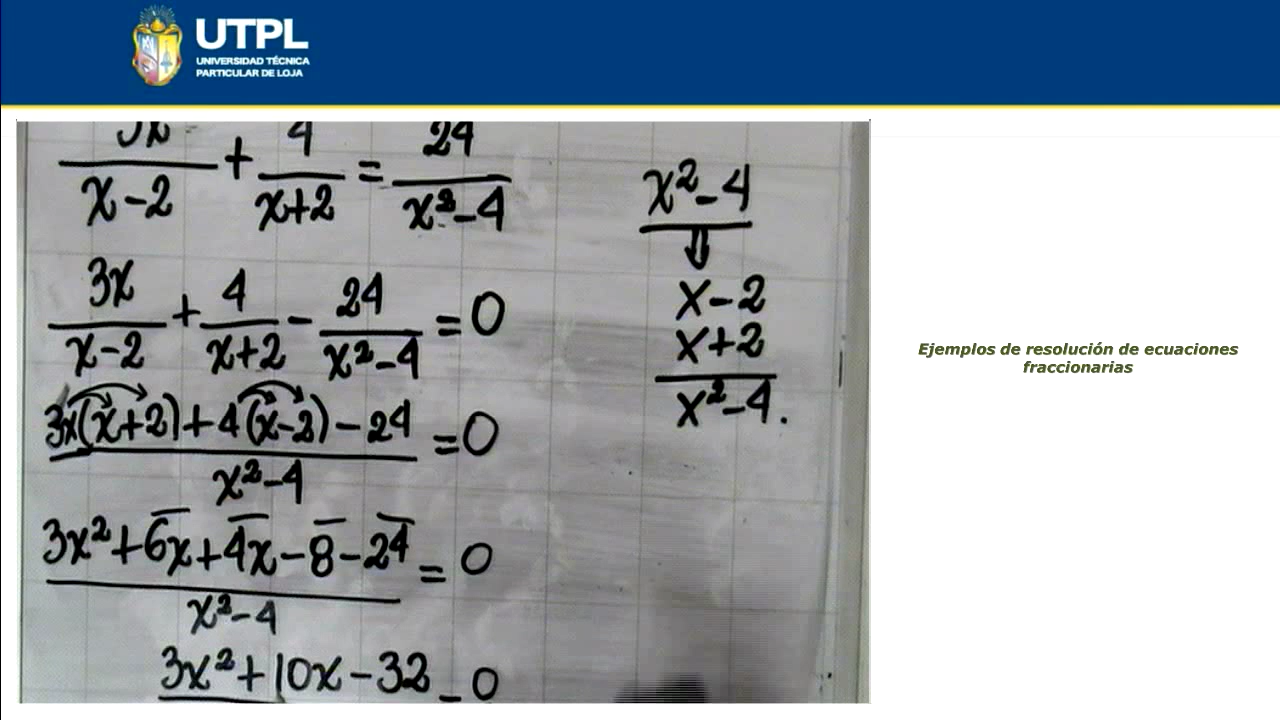 UTPL
UNIVERSIDAD TÉCNICA
PARTICULAR DE LOJA
3x/(x-2) + 4/(x+2) = 24/(x²-4)
3x/(x-2) + 4/(x+2) - 24/(x²-4) = 0
(3x(x+2)+4(x-2)-24)/(x²-4) = 0
(3x²+6x+4x-8-24)/(x²-4) = 0
3x²+10x-32 = 0
x²-4
x-2
x+2
x²-4.
Ejemplos de resolución de ecuaciones
fraccionarias